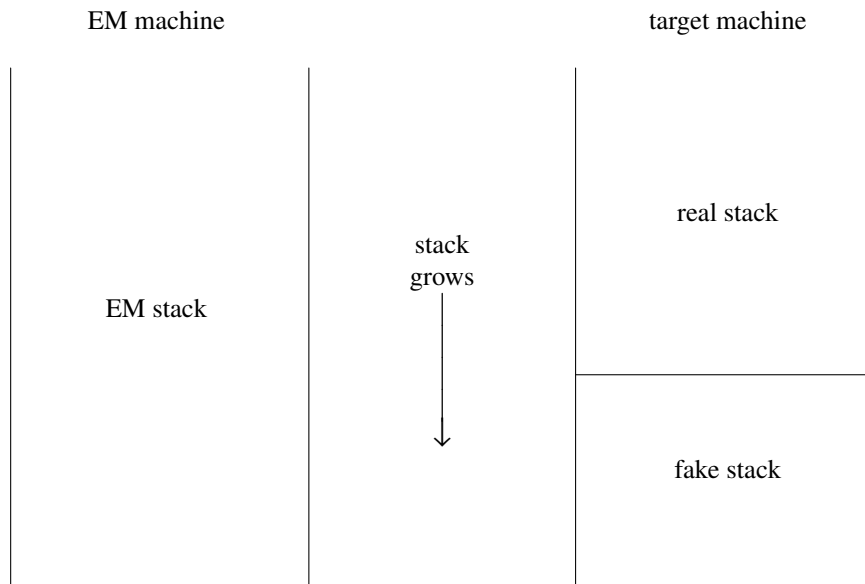 EM machine
target machine
real stack
stack
grows
EM stack
fake stack